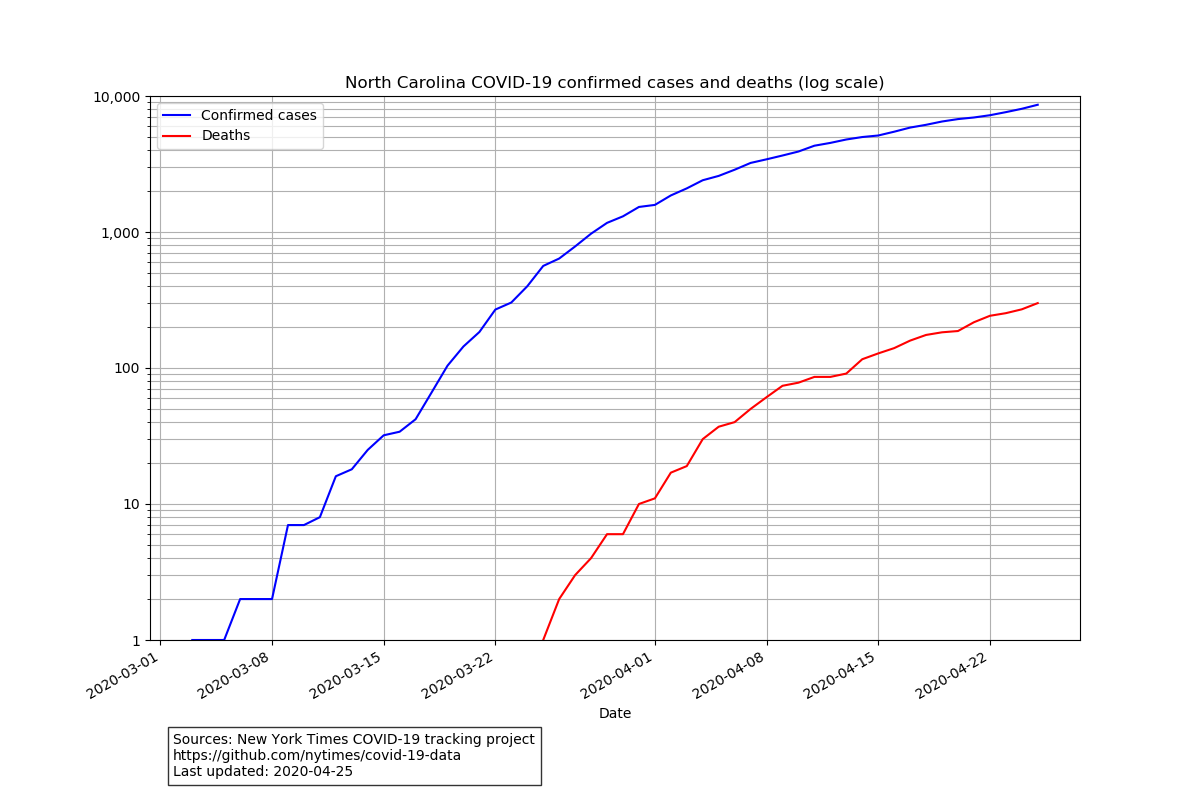 North Carolina COVID-19 confirmed cases and deaths (log scale)
10,000
1,000
100
10
1
Confirmed cases
Deaths
2020-03-01
2020-03-08
2020-03-15
2020-03-22
2020-04-01
2020-04-08
2020-04-15
2020-04-22
Date
Sources: New York Times COVID-19 tracking project
https://github.com/nytimes/covid-19-data
Last updated: 2020-04-25